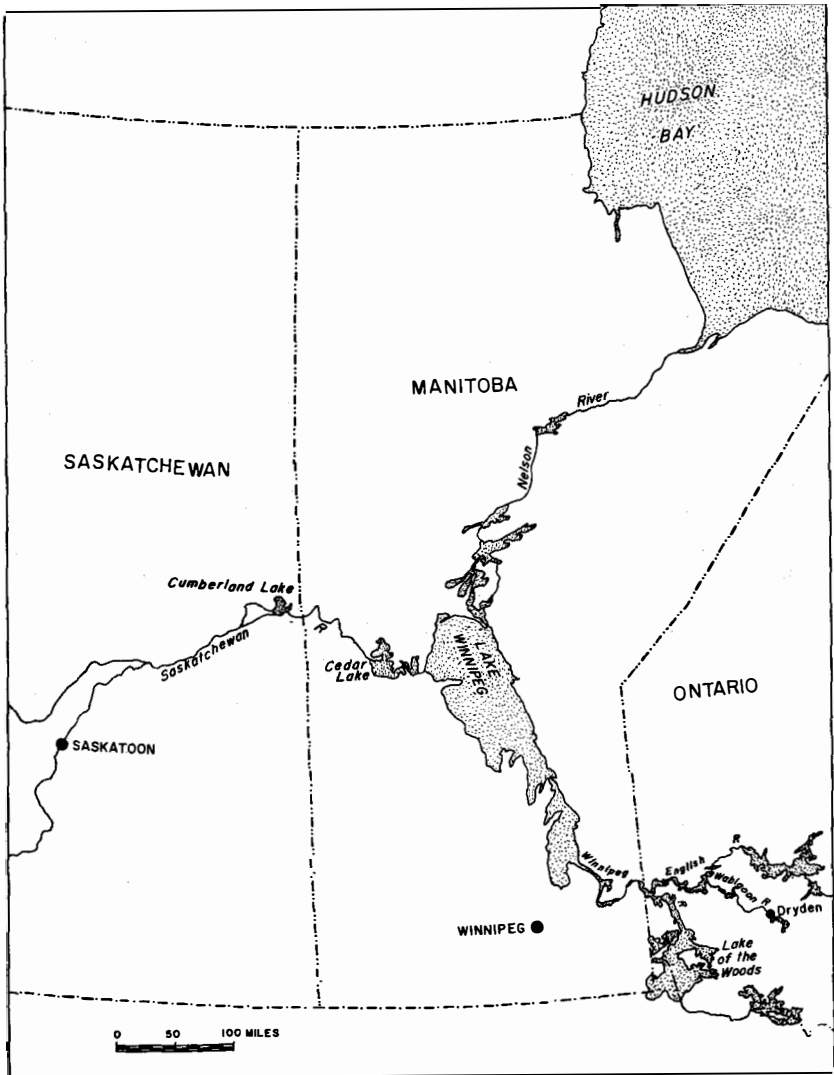 HUDSON
BAY
MANITOBA
River
Nelson
SASKATCHEWAN
Cumberland Lake
R
Saskatchewan
Cedar
Lake
LAKE
WINNIPEG
ONTARIO
SASKATOON
Winnipeg
English
R
Wabigoon R
Dryden
R
WINNIPEG
Lake
of the
Woods
0 50 100 MILES